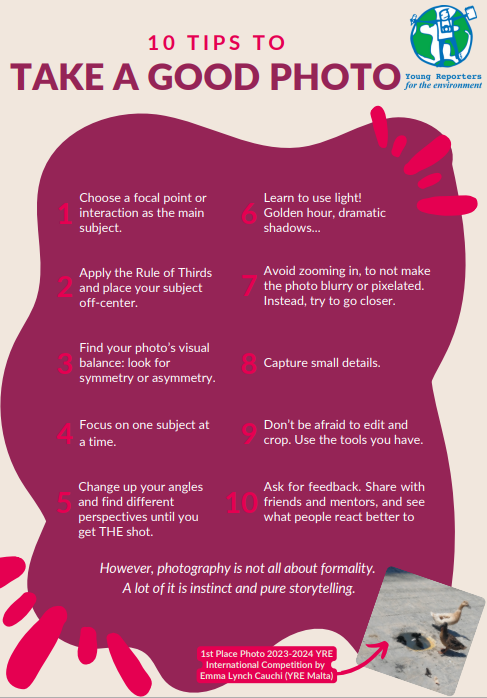 10 TIPS TO
TAKE A GOOD PHOTO
Young Reporters
for the environment
1 Choose a focal point or
interaction as the main
subject.
2 Apply the Rule of Thirds
and place your subject
off-center.
3 Find your photo's visual
balance: look for
symmetry or asymmetry.
4 Focus on one subject at
a time.
5 Change up your angles
and find different
perspectives until you
get THE shot.
6 Learn to use light!
Golden hour, dramatic
shadows...
7 Avoid zooming in, to not make
the photo blurry or pixelated.
Instead, try to go closer.
8 Capture small details.
9 Don't be afraid to edit and
crop. Use the tools you have.
10 Ask for feedback. Share with
friends and mentors, and see
what people react better to
However, photography is not all about formality.
A lot of it is instinct and pure storytelling.
1st Place Photo 2023-2024 YRE
International Competition by
Emma Lynch Cauchi (YRE Malta)